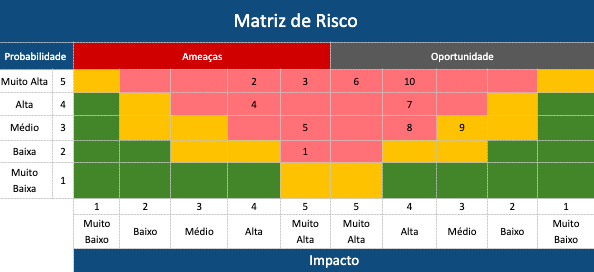 Matriz de Risco
Probabilidade Ameaças Oportunidade
Muito Alta 5 2 3 6 10
Alta 4 4 7
Médio 3 5 8 9
Baixa 2 1
Muito
Baixa 1
1 2 3 4 5 5 4 3 2 1
Muito Baixo Baixo Médio Alta Muito Alta Muito Alta Alta Médio Baixo Muito Baixo
Impacto